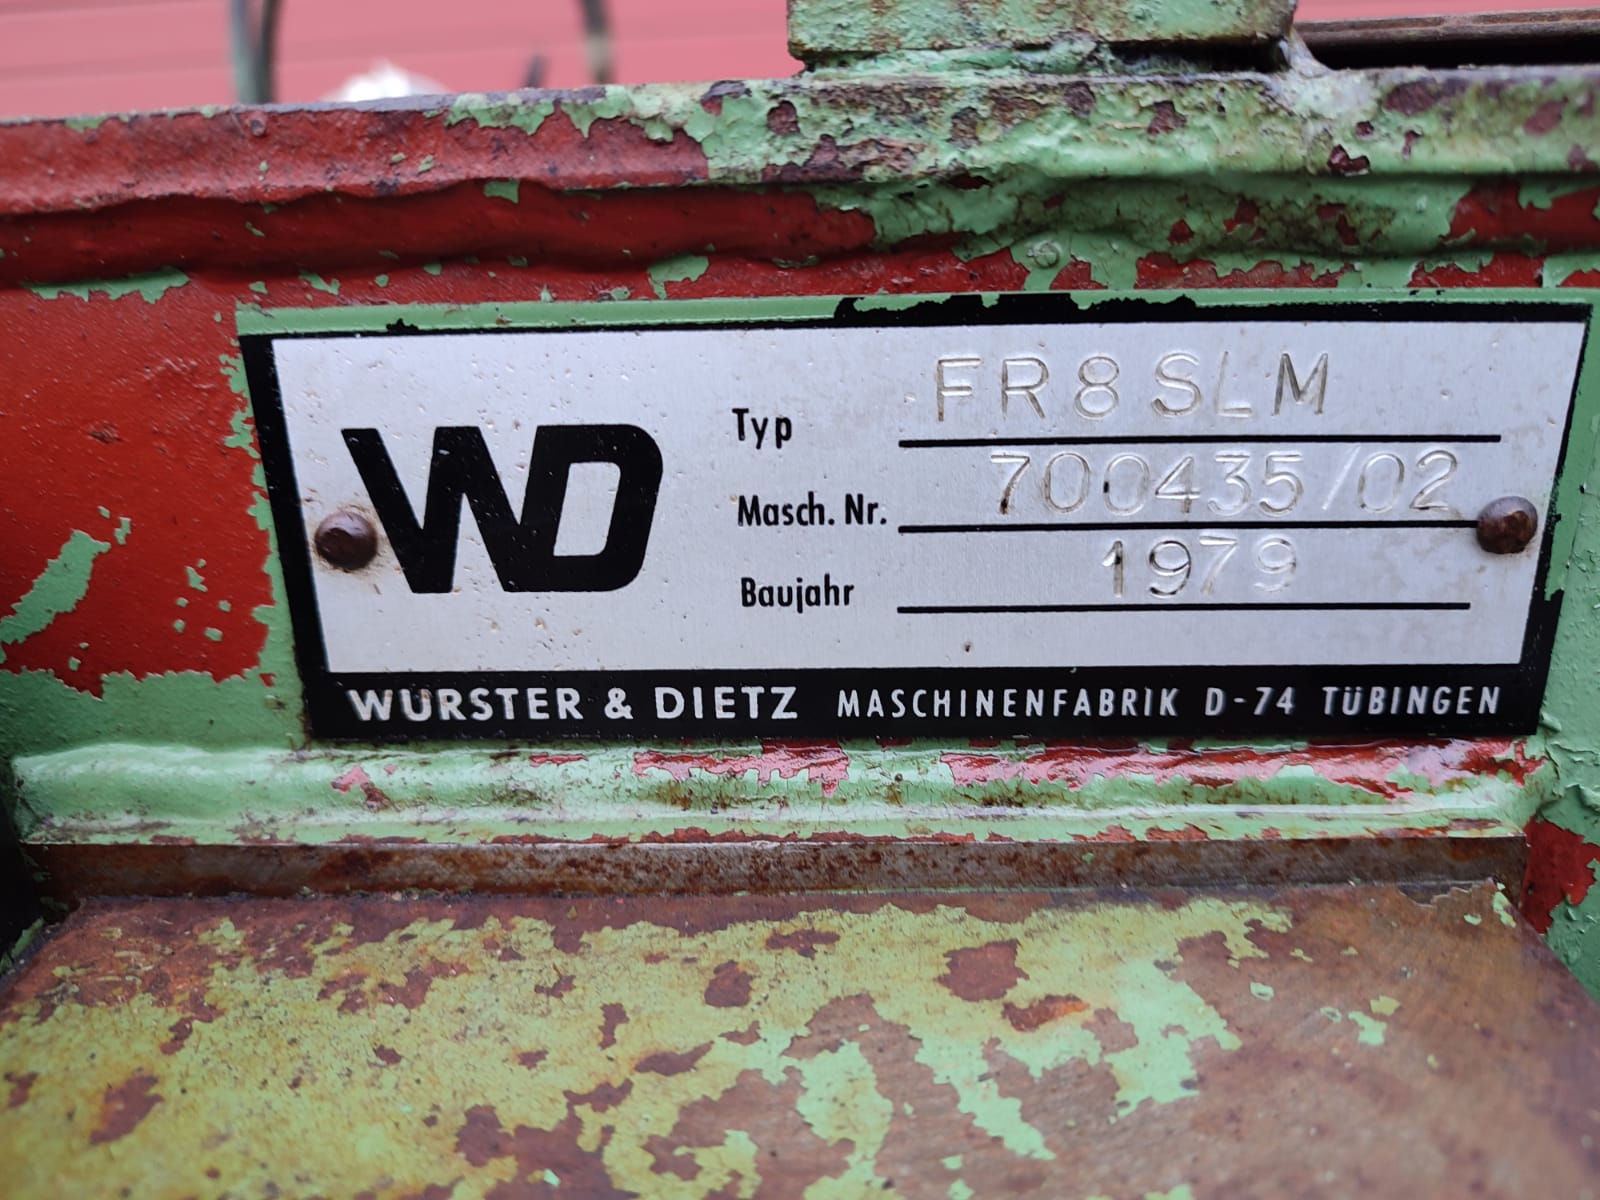 WD
Typ FR8SLM
Masch. Nr. 700435/02
Baujahr 1979
WURSTER & DIETZ MASCHINENFABRIK D-74 TÜBINGEN